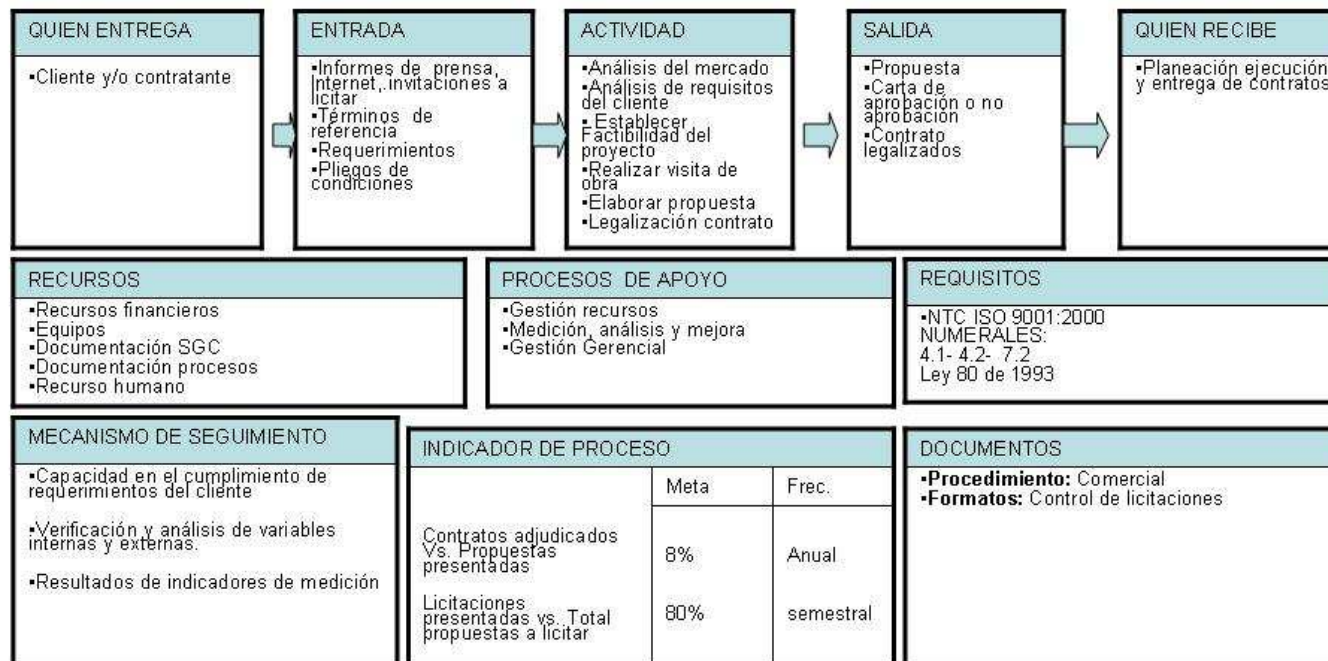 QUIEN ENTREGA
▪Cliente y/o contratante
ENTRADA
▪Informes de prensa,
Internet, invitaciones a
licitar
▪Términos de
referencia
▪Requerimientos
▪Pliegos de
condiciones
ACTIVIDAD
▪Análisis del mercado
▪Análisis de requisitos
del cliente
▪ Establecer
Factibilidad del
proyecto
▪Realizar visita de
obra
▪Elaborar propuesta
▪Legalización contrato
SALIDA
▪Propuesta
▪Carta de
aprobación o no
aprobación
▪Contrato
legalizados
QUIEN RECIBE
▪Planeación ejecución
y entrega de contratos
RECURSOS
▪Recursos financieros
▪Equipos
▪Documentación SGC
▪Documentación procesos
▪Recurso humano
PROCESOS DE APOYO
▪Gestión recursos
▪Medición, análisis y mejora
▪Gestión Gerencial
REQUISITOS
▪NTC ISO 9001:2000
NUMERALES:
4.1- 4.2- 7.2
Ley 80 de 1993
MECANISMO DE SEGUIMIENTO
▪Capacidad en el cumplimiento de
requerimientos del cliente
▪Verificación y análisis de variables
internas y externas.
▪Resultados de indicadores de medición
INDICADOR DE PROCESO
Meta Frec.
Contratos adjudicados
Vs. Propuestas
presentadas
8% Anual
Licitaciones
presentadas vs. Total
propuestas a licitar
80% semestral
DOCUMENTOS
▪Procedimiento: Comercial
▪Formatos: Control de licitaciones